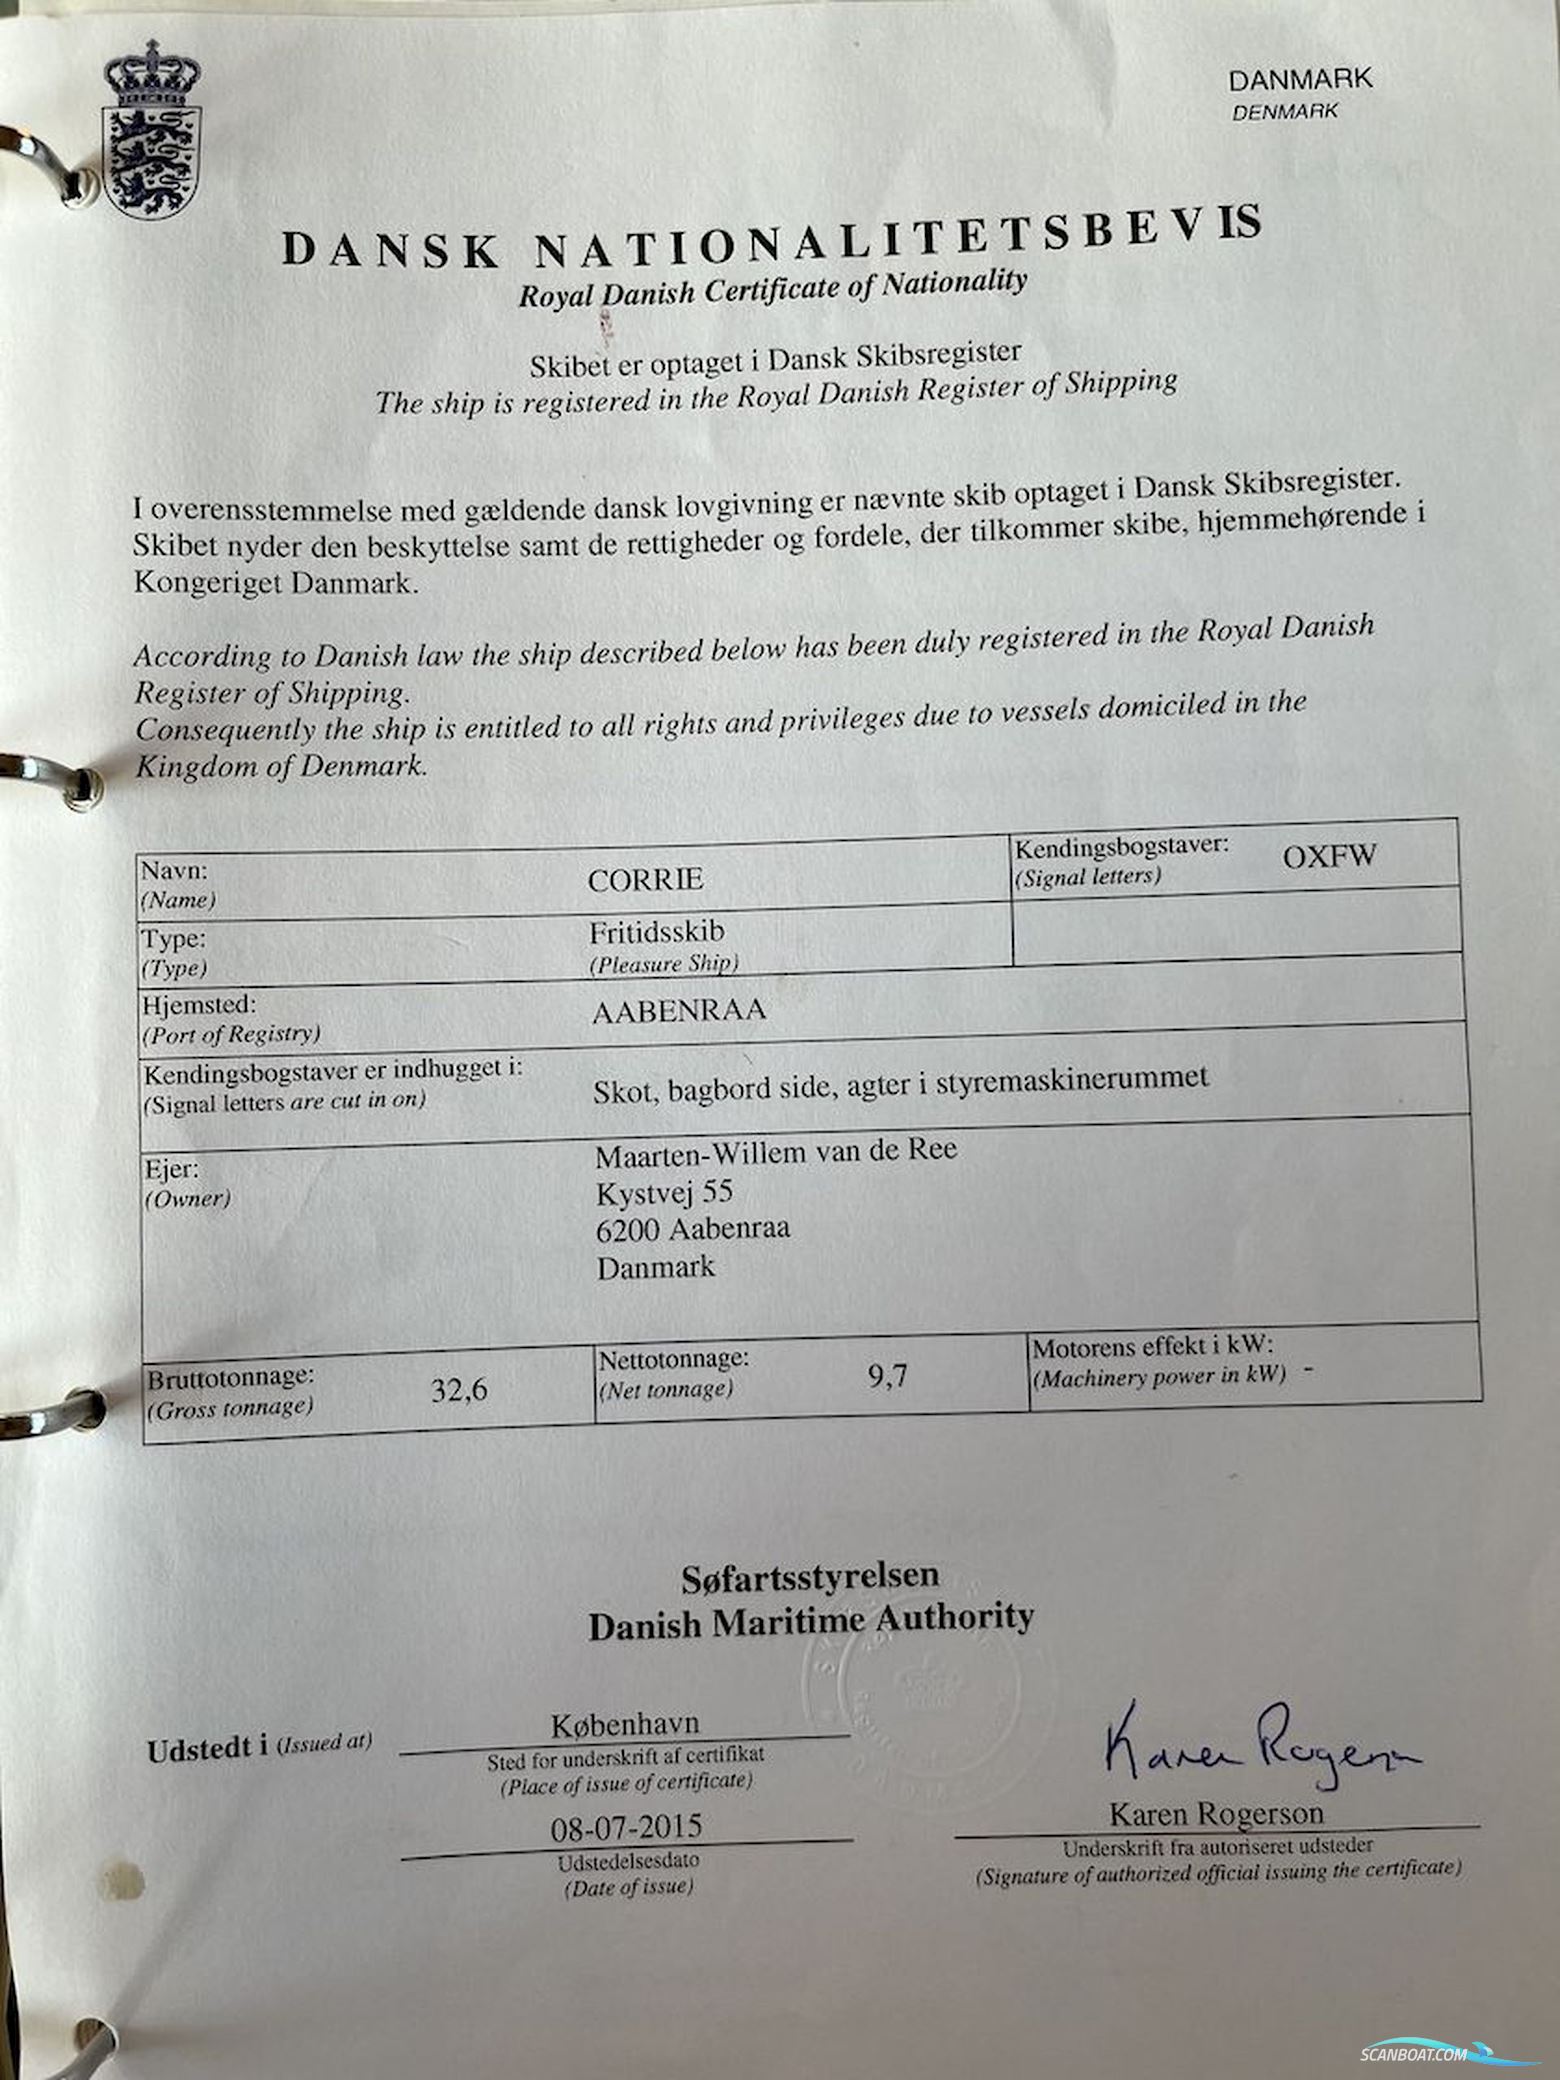 DANMARK
DENMARK
DANSK NATIONALITETSBEVIS
Royal Danish Certificate of Nationality
Skibet er optaget i Dansk Skibsregister
The ship is registered in the Royal Danish Register of Shipping
I overensstemmelse med gældende dansk lovgivning er nævnte skib optaget i Dansk Skibsregister.
Skibet nyder den beskyttelse samt de rettigheder og fordele, der tilkommer skibe, hjemmehørende i
Kongeriget Danmark.
According to Danish law the ship described below has been duly registered in the Royal Danish
Register of Shipping.
Consequently the ship is entitled to all rights and privileges due to vessels domiciled in the
Kingdom of Denmark.
Navn: CORRIE Kendingsbogstaver: OXFW
(Name) (Signal letters)
Type: Fritidsskib
(Type) (Pleasure Ship)
Hjemsted: AABENRAA
(Port of Registry)
Kendingsbogstaver er indhugget i: Skot, bagbord side, agter i styremaskinerummet
(Signal letters are cut in on)
Ejer: Maarten-Willem van de Ree
(Owner) Kystvej 55
6200 Aabenraa
Danmark
Bruttotonnage: 32,6 Nettotonnage: 9,7 Motorens effekt i kW:
(Gross tonnage) (Net tonnage) (Machinery power in kW) -
Søfartsstyrelsen
Danish Maritime Authority
Udstedt i (Issued at) København
Sted for underskrift af certifikat
(Place of issue of certificate)
08-07-2015
Udstedelsesdato
(Date of issue)
Karen Rogerson
Karen Rogerson
Underskrift fra autoriseret udsteder
(Signature of authorized official issuing the certificate)
SCANBOAT.COM